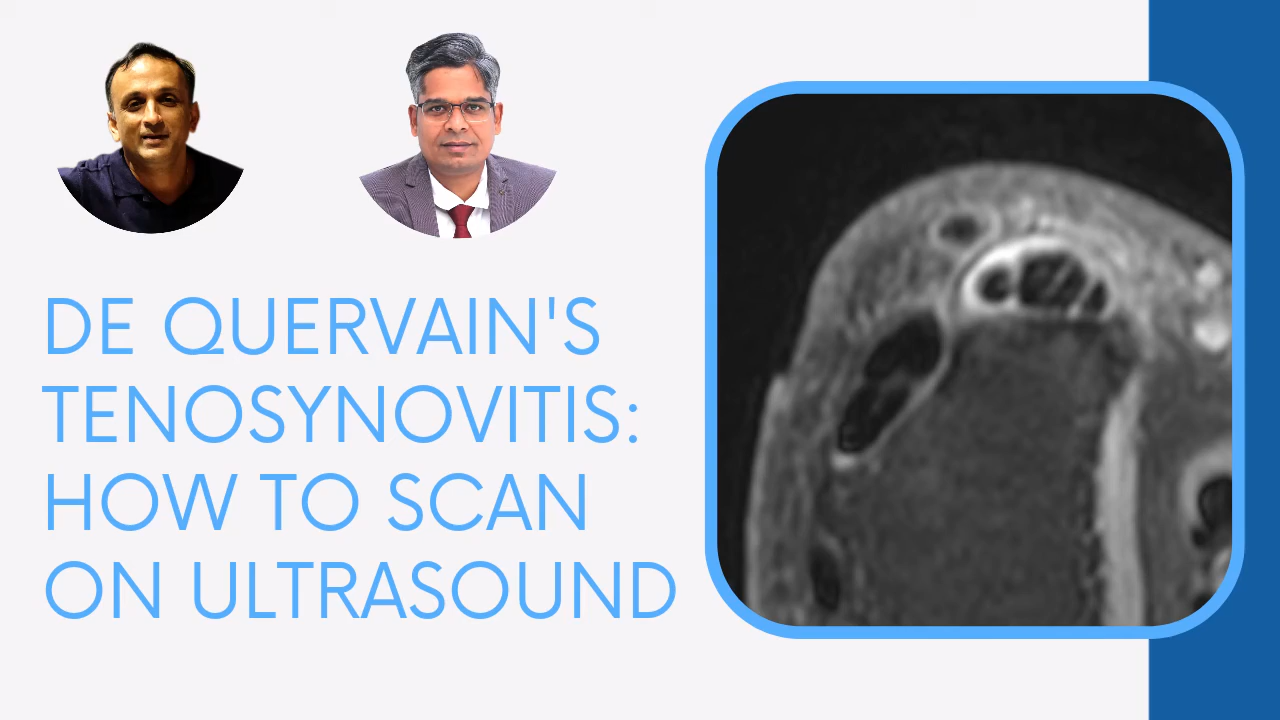 DE QUERVAIN'S
TENOSYNOVITIS:
HOW TO SCAN
ON ULTRASOUND